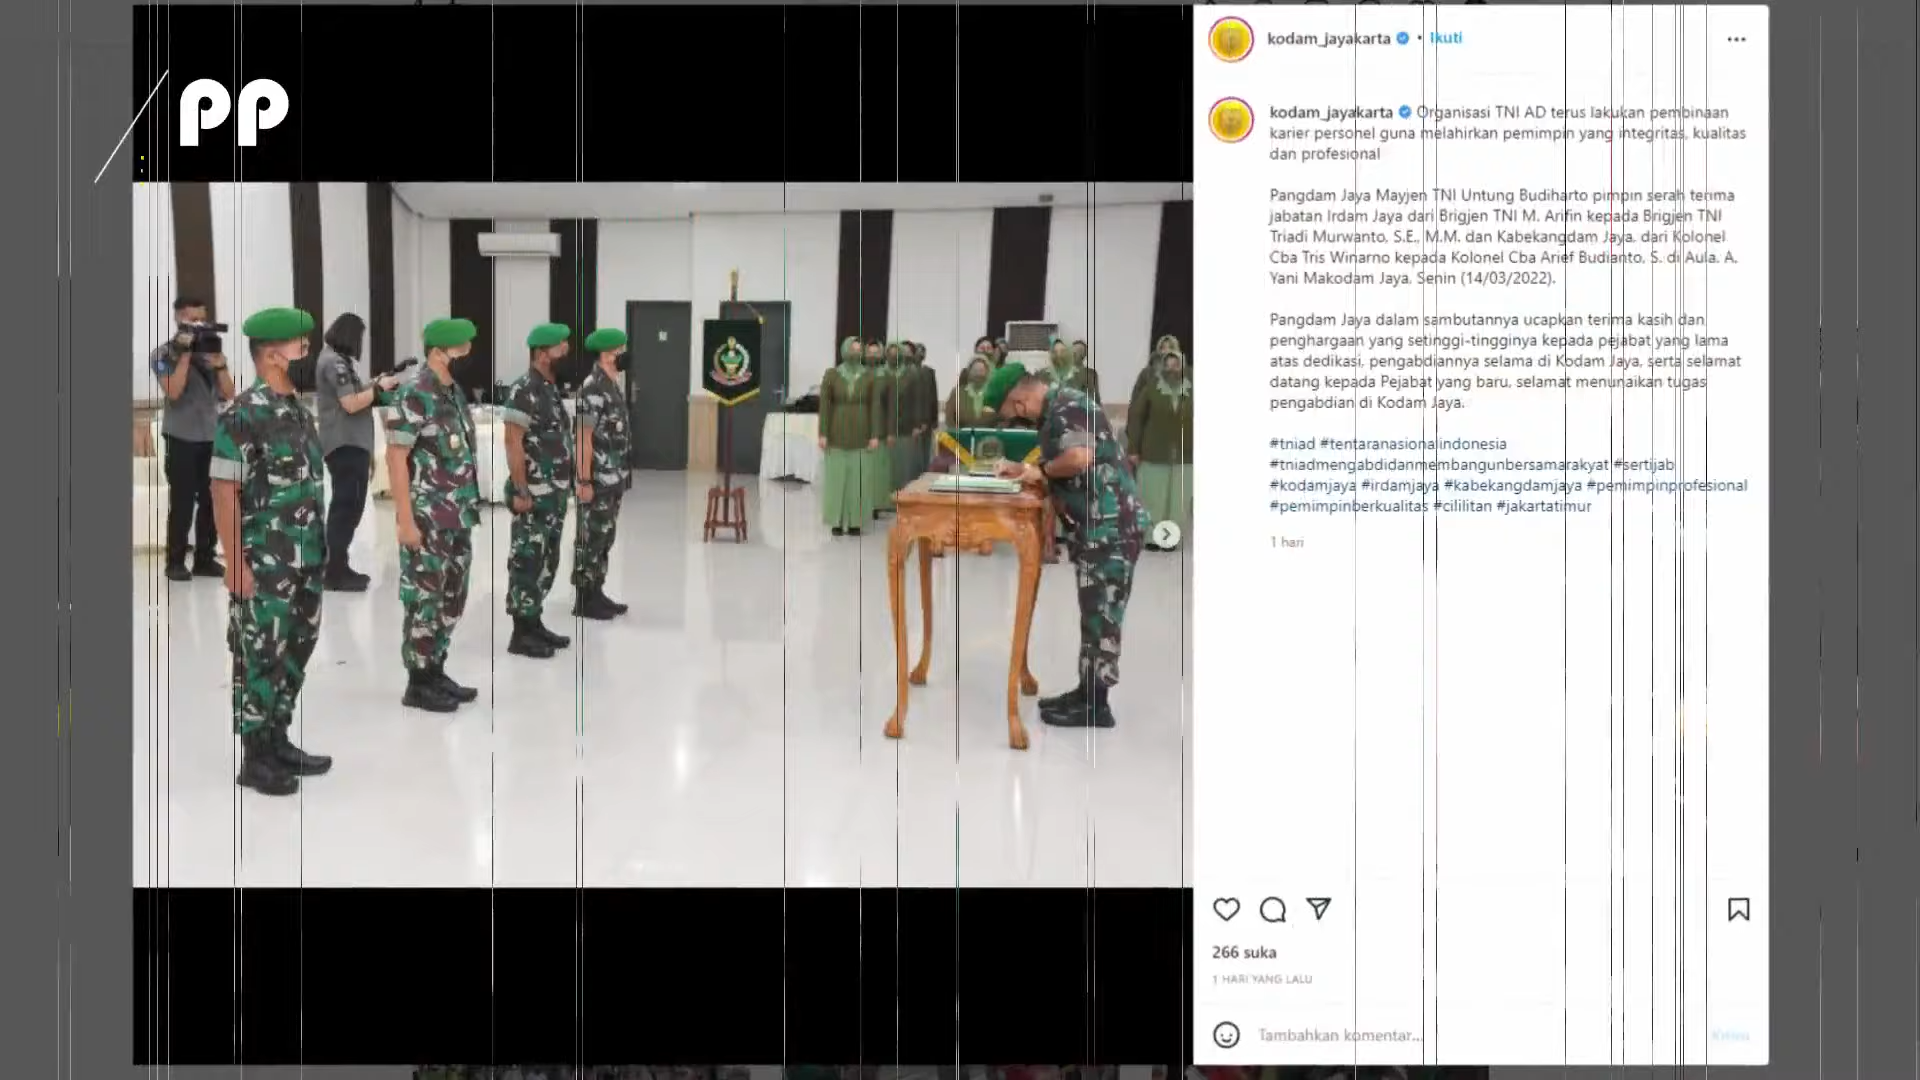 PP
kodam_jayakarta • Ikuti
kodam_jayakarta Organisasi TNI AD terus lakukan pembinaan
karier personel guna melahirkan pemimpin yang integritas, kualitas
dan profesional
Pangdam Jaya Mayjen TNI Untung Budiharto pimpin serah terima
jabatan Irdam Jaya dari Brigjen TNI M. Arifin kepada Brigjen TNI
Triadi Murwanto, S.E., M.M. dan Kabekangdam Jaya, dari Kolonel
Cba Tris Winarno kepada Kolonel Cba Arief Budianto, S. di Aula. A.
Yani Makodam Jaya, Senin (14/03/2022).
Pangdam Jaya dalam sambutannya ucapkan terima kasih dan
penghargaan yang setinggi-tingginya kepada pejabat yang lama
atas dedikasi, pengabdiannya selama di Kodam Jaya, serta selamat
datang kepada Pejabat yang baru, selamat menunaikan tugas
pengabdian di Kodam Jaya.
#tniad #tentaranasionalindonesia
#tniadmengabdidanmembangunbersamarakyat #sertijab
#kodamjaya #irdamjaya #kabekangdamjaya #pemimpinprofesional
#pemimpinberkualitas #cililitan #jakartatimur
1 hari
266 suka
1 HARI YANG LALU
Tambahkan komentar...
Kirim